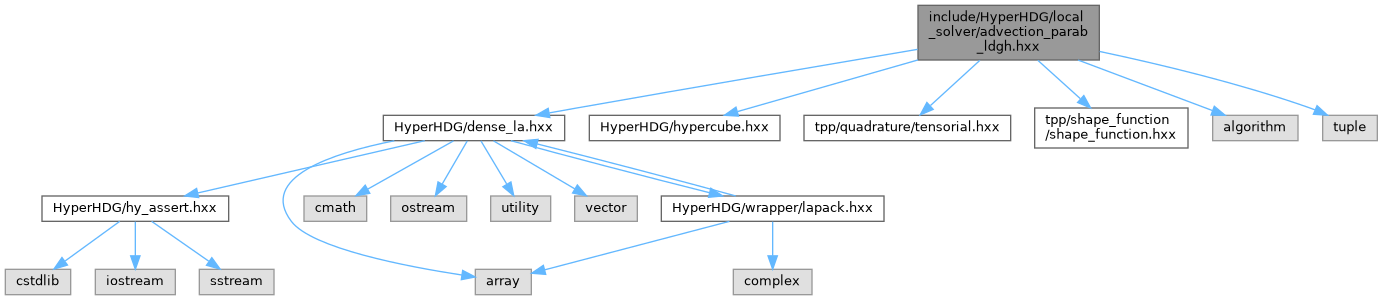 include/HyperHDG/local
_solver/advection_parab
_ldgh.hxx
HyperHDG/dense_la.hxx
HyperHDG/hypercube.hxx
tpp/quadrature/tensorial.hxx
tpp/shape_function
/shape_function.hxx
algorithm
tuple
HyperHDG/hy_assert.hxx
cmath
ostream
utility
vector
HyperHDG/wrapper/lapack.hxx
cstdlib
iostream
sstream
array
complex